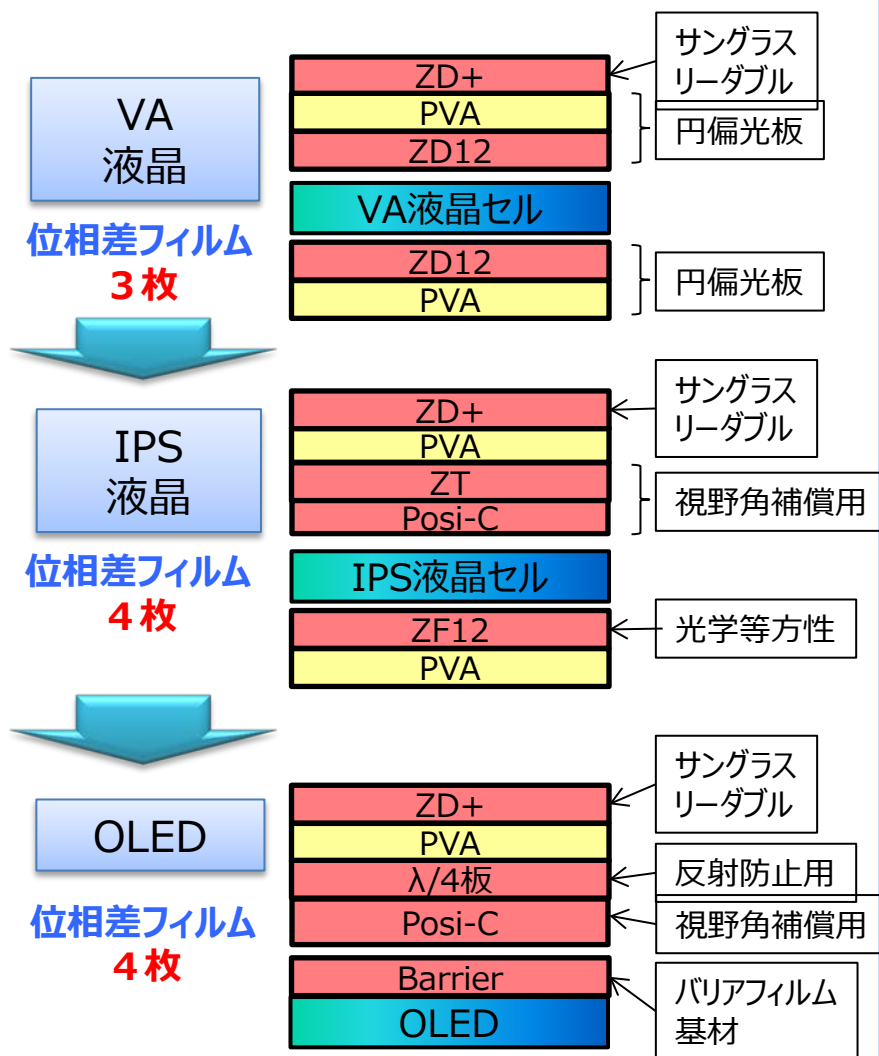 VA
液晶
位相差フィルム
3枚
ZD+
PVA
ZD12
VA液晶セル
ZD12
PVA
サングラス
リーダブル
円偏光板
円偏光板
IPS
液晶
位相差フィルム
4枚
ZD+
PVA
ZT
Posi-C
IPS液晶セル
ZF12
PVA
サングラス
リーダブル
視野角補償用
光学等方性
OLED
位相差フィルム
4枚
ZD+
PVA
λ/4板
Posi-C
Barrier
OLED
サングラス
リーダブル
反射防止用
視野角補償用
バリアフィルム
基材